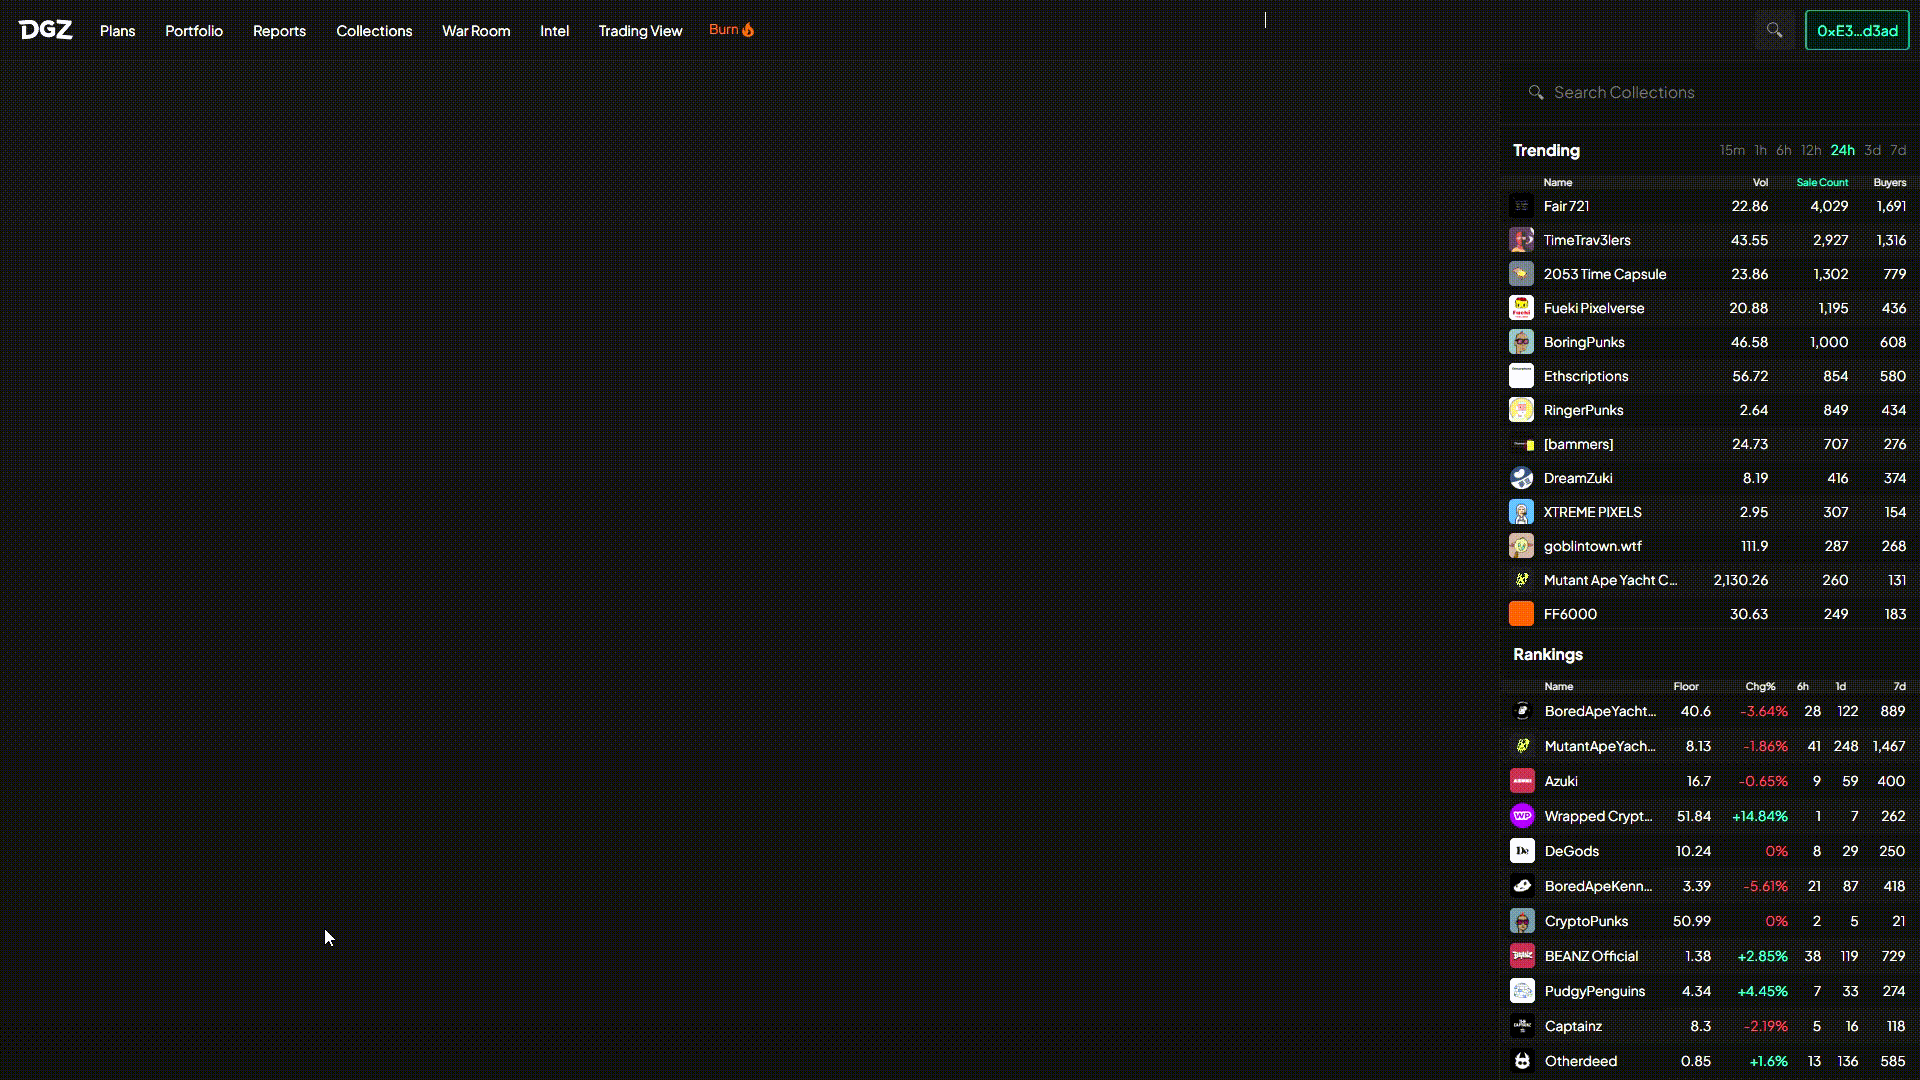 DGZ Plans Portfolio Reports Collections War Room Intel Trading View Burn 0xE3...d3ad
Search Collections
Trending 15m 1h 6h 12h 24h 3d 7d
Name Vol Sale Count Buyers
Fair 721 22.86 4,029 1,691
TimeTrav3lers 43.55 2,927 1,316
2053 Time Capsule 23.86 1,302 779
Fueki Pixelverse 20.88 1,195 436
BoringPunks 46.58 1,000 608
Ethscriptions 56.72 854 580
RingerPunks 2.64 849 434
[bammers] 24.73 707 276
DreamZuki 8.19 416 374
XTREME PIXELS 2.95 307 154
goblintown.wtf 111.9 287 268
Mutant Ape Yacht C... 2,130.26 260 131
FF6000 30.63 249 183
Rankings
Name Floor Chg% 6h 1d 7d
BoredApeYacht... 40.6 -3.64% 28 122 889
MutantApeYach... 8.13 -1.86% 41 248 1,467
Azuki 16.7 -0.65% 9 59 400
WP Wrapped Crypt... 51.84 +14.84% 1 7 262
De DeGods 10.24 0% 8 29 250
BoredApeKenn... 3.39 -5.61% 21 87 418
CryptoPunks 50.99 0% 2 5 21
BEANZ BEANZ Official 1.38 +2.85% 38 119 729
PudgyPenguins 4.34 +4.45% 7 33 274
Captainz 8.3 -2.19% 5 16 118
Otherdeed 0.85 +1.6% 13 136 585